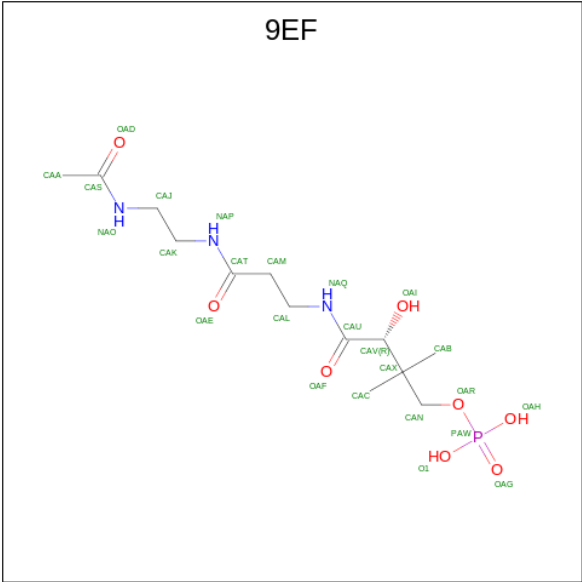 9EF
OAD
O
CAA
CAS
CAJ
N
H
NAO
NAP
H
N
CAK
CAT
CAM
NAQ
H
N
O
OAE
CAL
OAI
OH
CAU
CAV(R)
CAB
O
OAF
CAX
CAC
OAR
O
CAN
OAH
OH
PAW
P
HO
O1
O
OAG